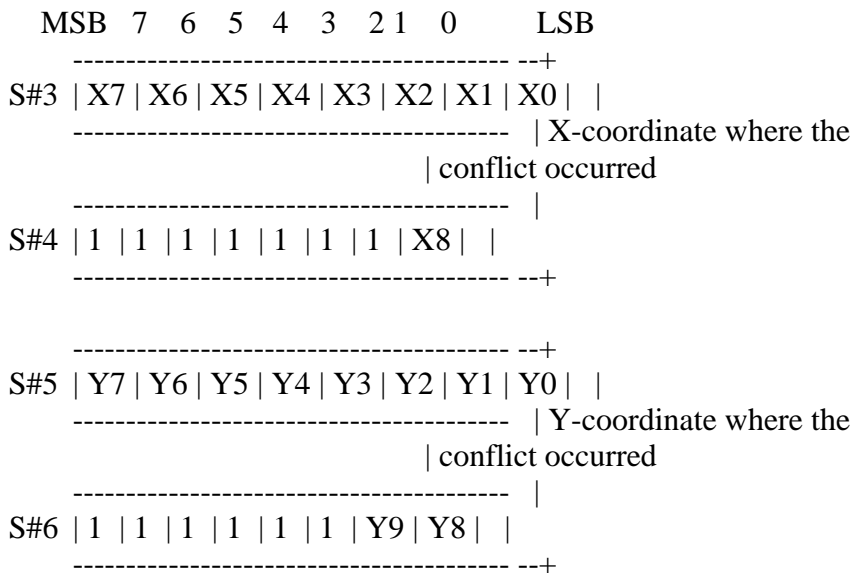 MSB 7 6 5 4 3 2 1 0 LSB
----------------------------------------- --+
S#3 | X7 | X6 | X5 | X4 | X3 | X2 | X1 | X0 | |
----------------------------------------- | X-coordinate where the
| conflict occurred
----------------------------------------- |
S#4 | 1 | 1 | 1 | 1 | 1 | 1 | 1 | X8 | |
----------------------------------------- --+
----------------------------------------- --+
S#5 | Y7 | Y6 | Y5 | Y4 | Y3 | Y2 | Y1 | Y0 | |
----------------------------------------- | Y-coordinate where the
| conflict occurred
----------------------------------------- |
S#6 | 1 | 1 | 1 | 1 | 1 | 1 | Y9 | Y8 | |
----------------------------------------- --+